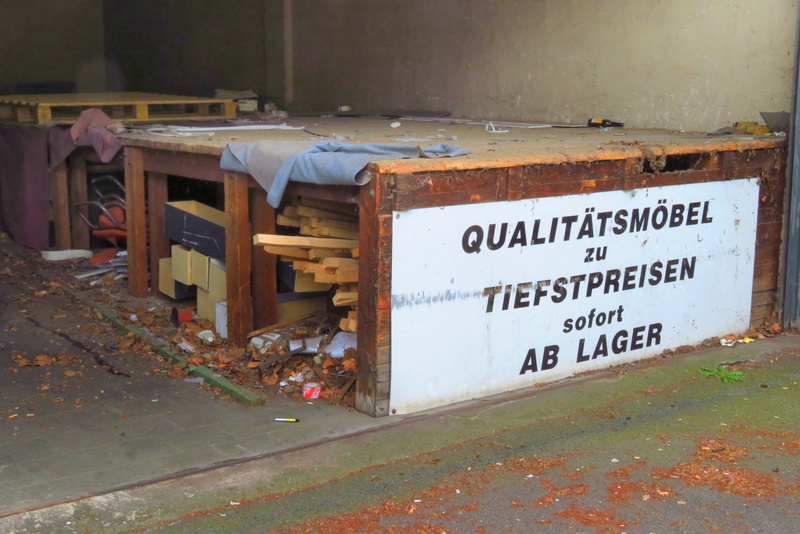 QUALITÄTSMÖBEL
zu
TIEFSTPREISEN
sofort
AB LAGER